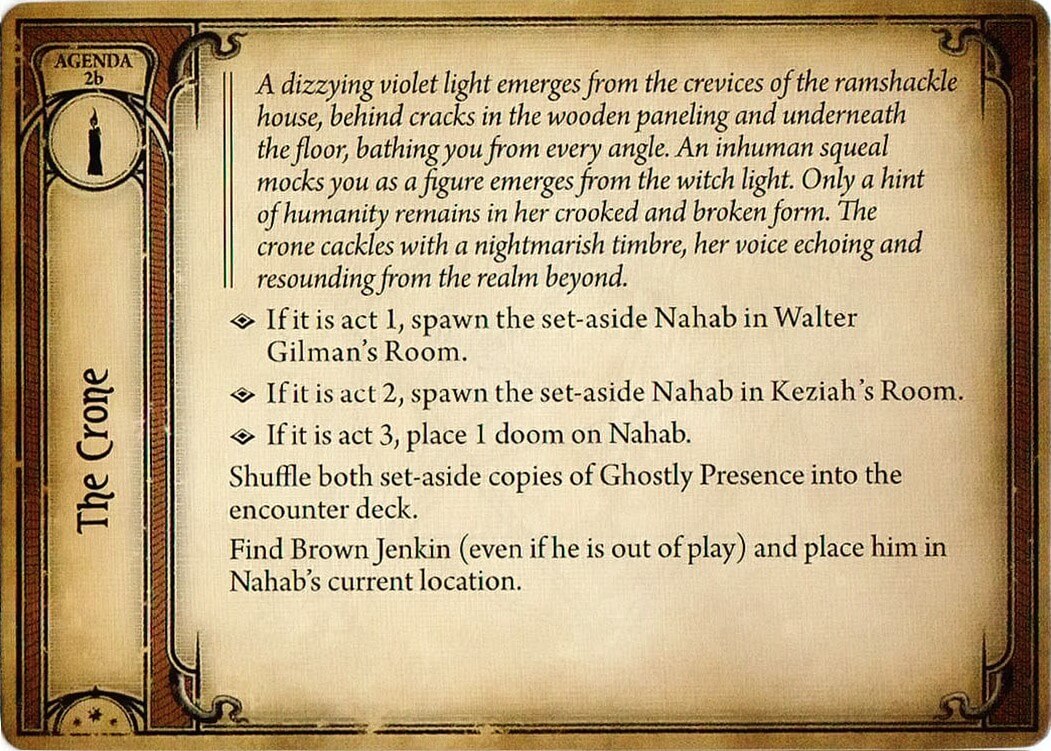 AGENDA
2b
The Crone
A dizzying violet light emerges from the crevices of the ramshackle
house, behind cracks in the wooden paneling and underneath
the floor, bathing you from every angle. An inhuman squeal
mocks you as a figure emerges from the witch light. Only a hint
of humanity remains in her crooked and broken form. The
crone cackles with a nightmarish timbre, her voice echoing and
resounding from the realm beyond.
If it is act 1, spawn the set-aside Nahab in Walter
Gilman's Room.
If it is act 2, spawn the set-aside Nahab in Keziah's Room.
If it is act 3, place 1 doom on Nahab.
Shuffle both set-aside copies of Ghostly Presence into the
encounter deck.
Find Brown Jenkin (even if he is out of play) and place him in
Nahab's current location.